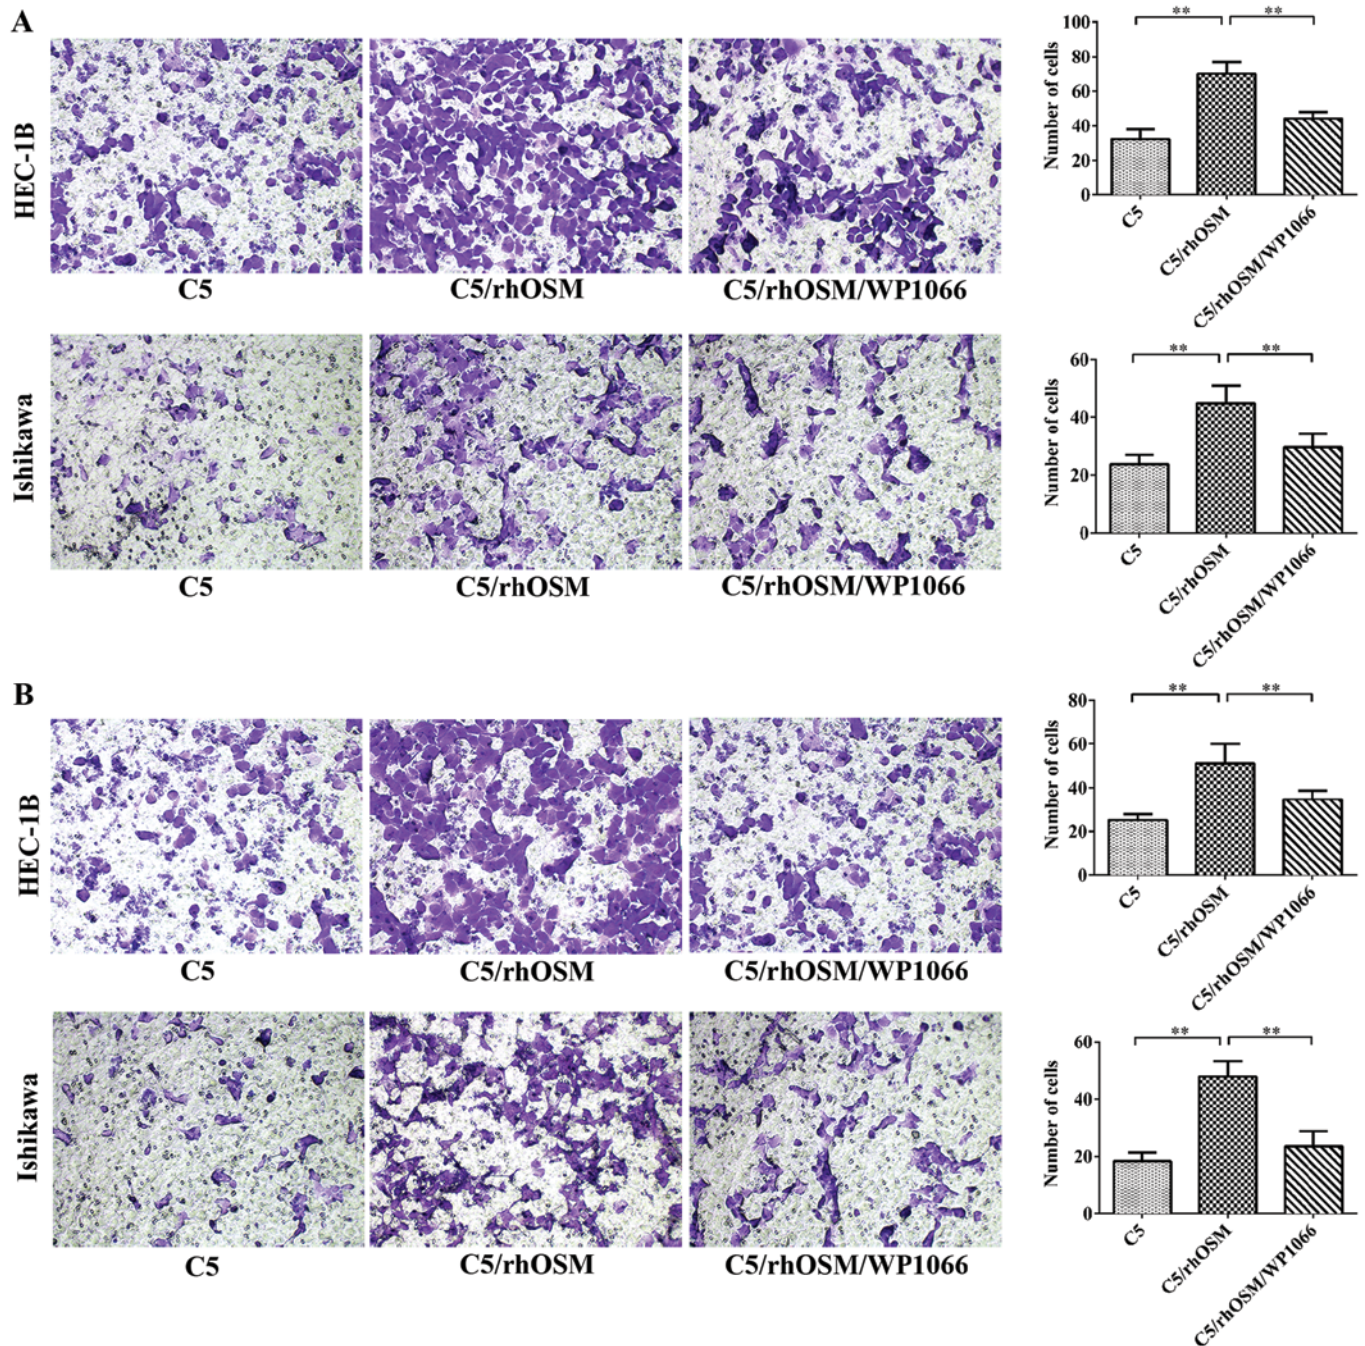 A
HEC-1B
C5
C5/rhOSM
C5/rhOSM/WP1066
Number of cells
100
80
60
40
20
0
**
**
C5
C5/rhOSM
C5/rhOSM/WP1066
Ishikawa
C5
C5/rhOSM
C5/rhOSM/WP1066
Number of cells
60
40
20
0
**
**
C5
C5/rhOSM
C5/rhOSM/WP1066
B
HEC-1B
C5
C5/rhOSM
C5/rhOSM/WP1066
Number of cells
80
60
40
20
0
**
**
C5
C5/rhOSM
C5/rhOSM/WP1066
Ishikawa
C5
C5/rhOSM
C5/rhOSM/WP1066
Number of cells
60
40
20
0
**
**
C5
C5/rhOSM
C5/rhOSM/WP1066